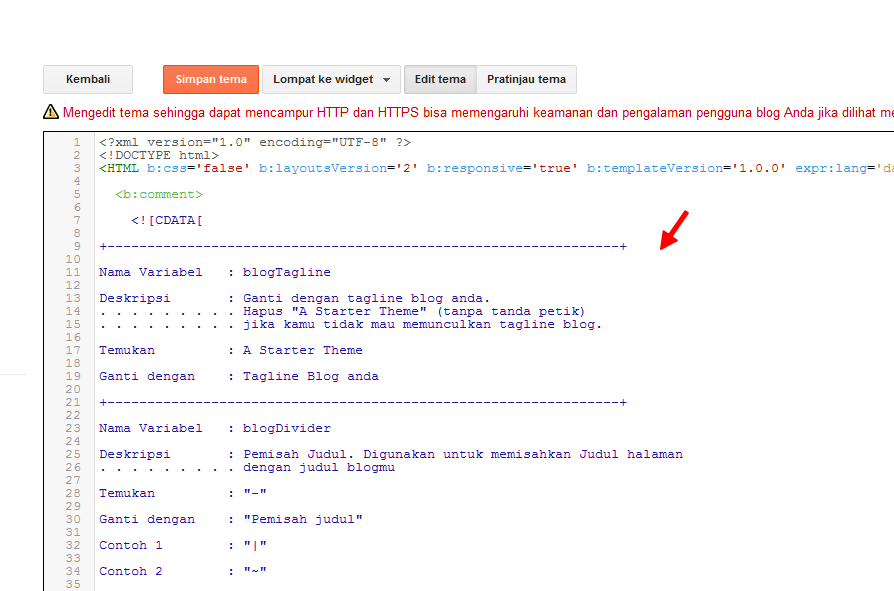 Kembali Simpan tema Lompat ke widget Edit tema Pratinjau tema
Mengedit tema sehingga dapat mencampur HTTP dan HTTPS bisa memengaruhi keamanan dan pengalaman pengguna blog Anda jika dilihat me
1 <?xml version="1.0" encoding="UTF-8" ?>
2 <!DOCTYPE html>
3 <HTML b:css='false' b:layoutsVersion='2' b:responsive='true' b:templateVersion='1.0.0' expr:lang='da
4
5 <b:comment>
6
7 <![CDATA[
8
9 +----------------------------------------------------------------+
10
11 Nama Variabel : blogTagline
12
13 Deskripsi : Ganti dengan tagline blog anda.
14 . . . . . . . . . Hapus "A Starter Theme" (tanpa tanda petik)
15 . . . . . . . . . jika kamu tidak mau memunculkan tagline blog.
16
17 Temukan : A Starter Theme
18
19 Ganti dengan : Tagline Blog anda
20
21 +----------------------------------------------------------------+
22
23 Nama Variabel : blogDivider
24
25 Deskripsi : Pemisah Judul. Digunakan untuk memisahkan Judul halaman
26 . . . . . . . . . dengan judul blogmu
27
28 Temukan : "-"
29
30 Ganti dengan : "Pemisah judul"
31
32 Contoh 1 : "|"
33
34 Contoh 2 : "~"
35